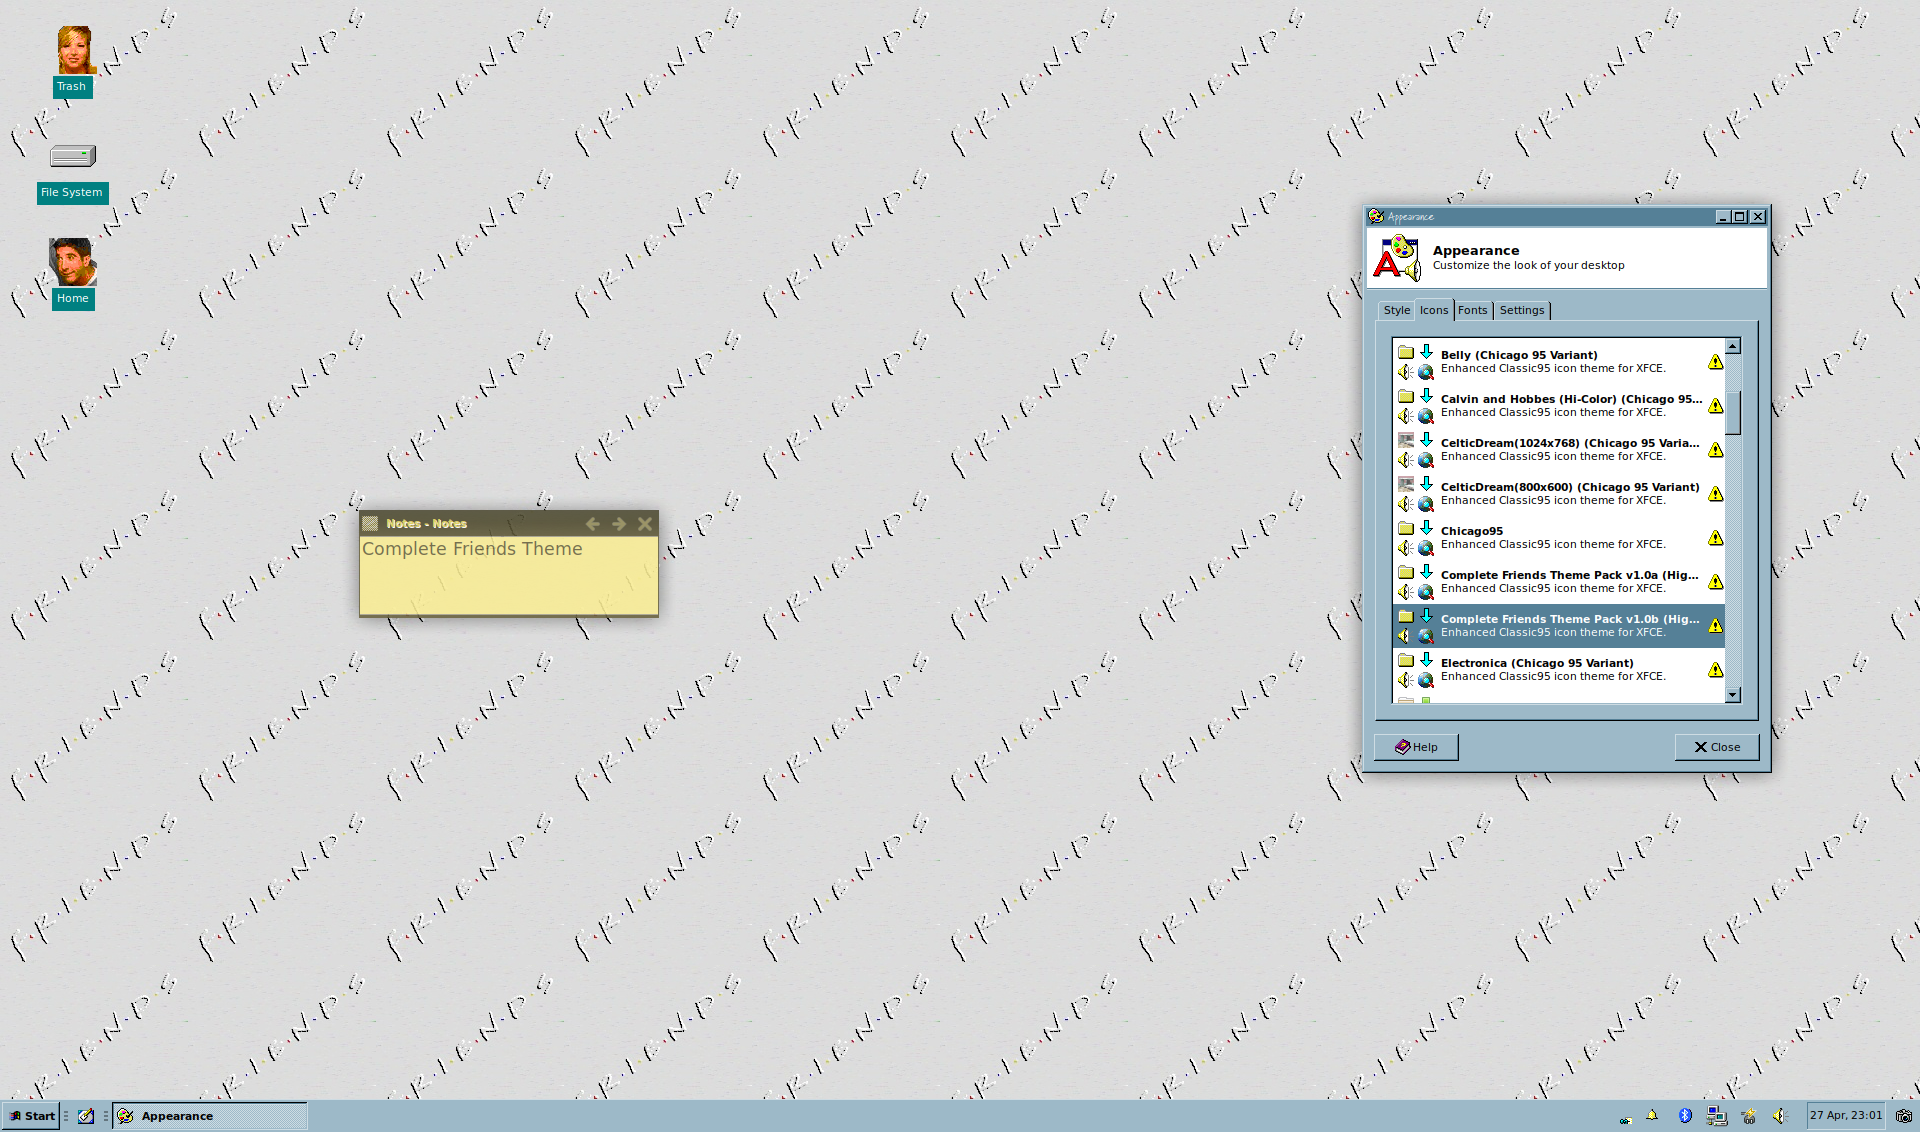 Trash
File System
Home
F·R·I·E·N·D·S
Notes - Notes
Complete Friends Theme
Appearance
Appearance
Customize the look of your desktop
Style
Icons
Fonts
Settings
Belly (Chicago 95 Variant)
Enhanced Classic95 icon theme for XFCE.
Calvin and Hobbes (Hi-Color) (Chicago 95...
Enhanced Classic95 icon theme for XFCE.
CelticDream(1024x768) (Chicago 95 Varia...
Enhanced Classic95 icon theme for XFCE.
CelticDream(800x600) (Chicago 95 Variant)
Enhanced Classic95 icon theme for XFCE.
Chicago95
Enhanced Classic95 icon theme for XFCE.
Complete Friends Theme Pack v1.0a (Hig...
Enhanced Classic95 icon theme for XFCE.
Complete Friends Theme Pack v1.0b (Hig...
Enhanced Classic95 icon theme for XFCE.
Electronica (Chicago 95 Variant)
Enhanced Classic95 icon theme for XFCE.
Help
Close
Start
Appearance
27 Apr, 23:01